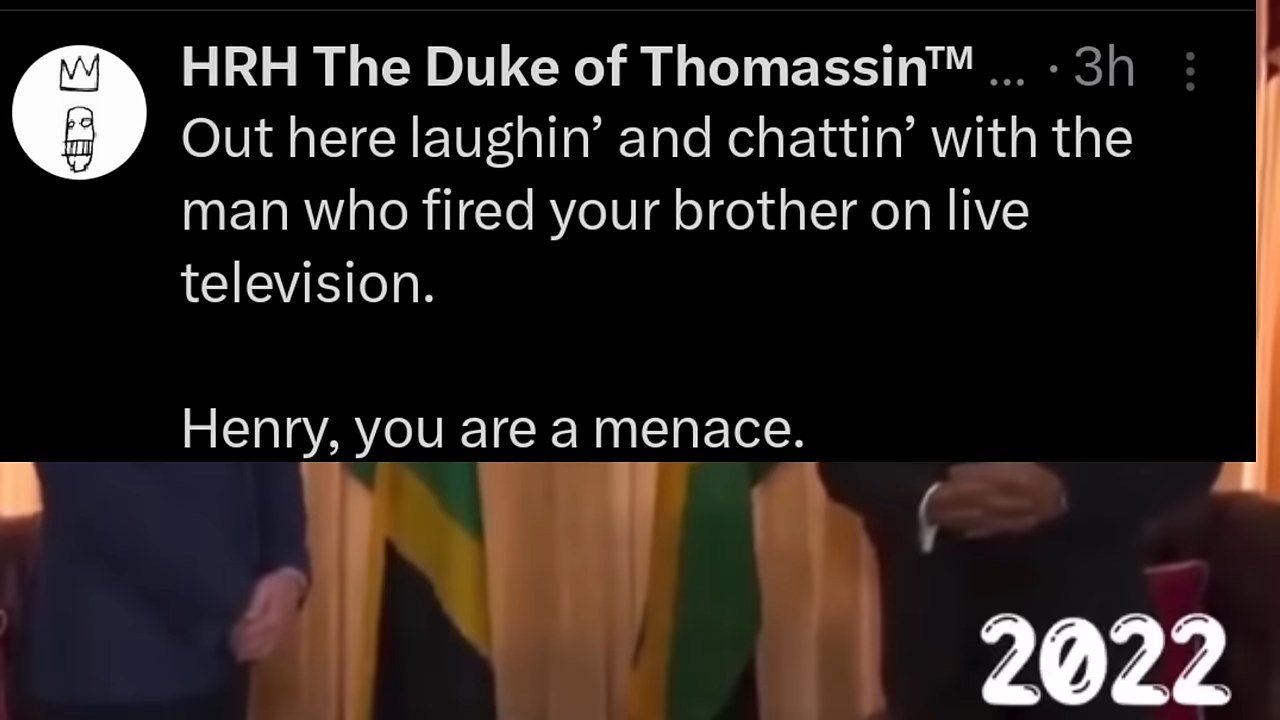 HRH The Duke of Thomassin™ ... · 3h
Out here laughin’ and chattin’ with the
man who fired your brother on live
television.
Henry, you are a menace.
2022